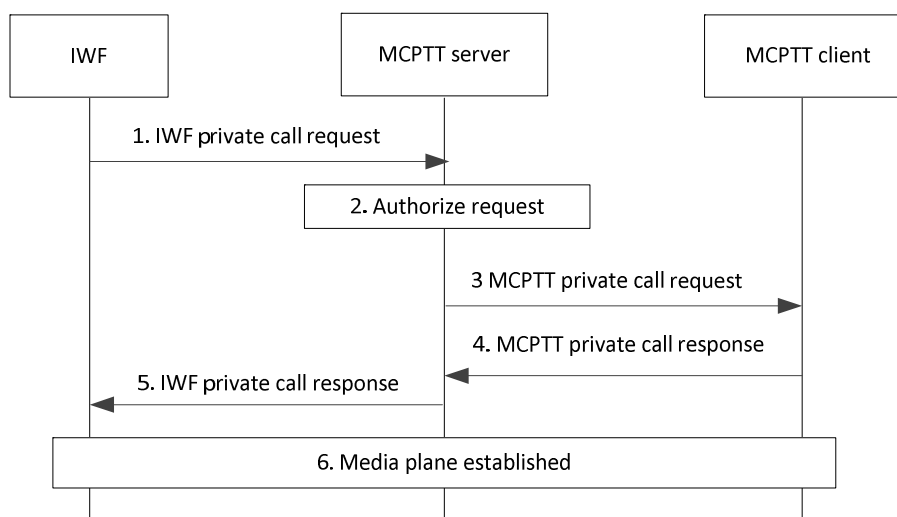 IWF
MCPTT server
MCPTT client
1. IWF private call request
2. Authorize request
3 MCPTT private call request
4. MCPTT private call response
5. IWF private call response
6. Media plane established